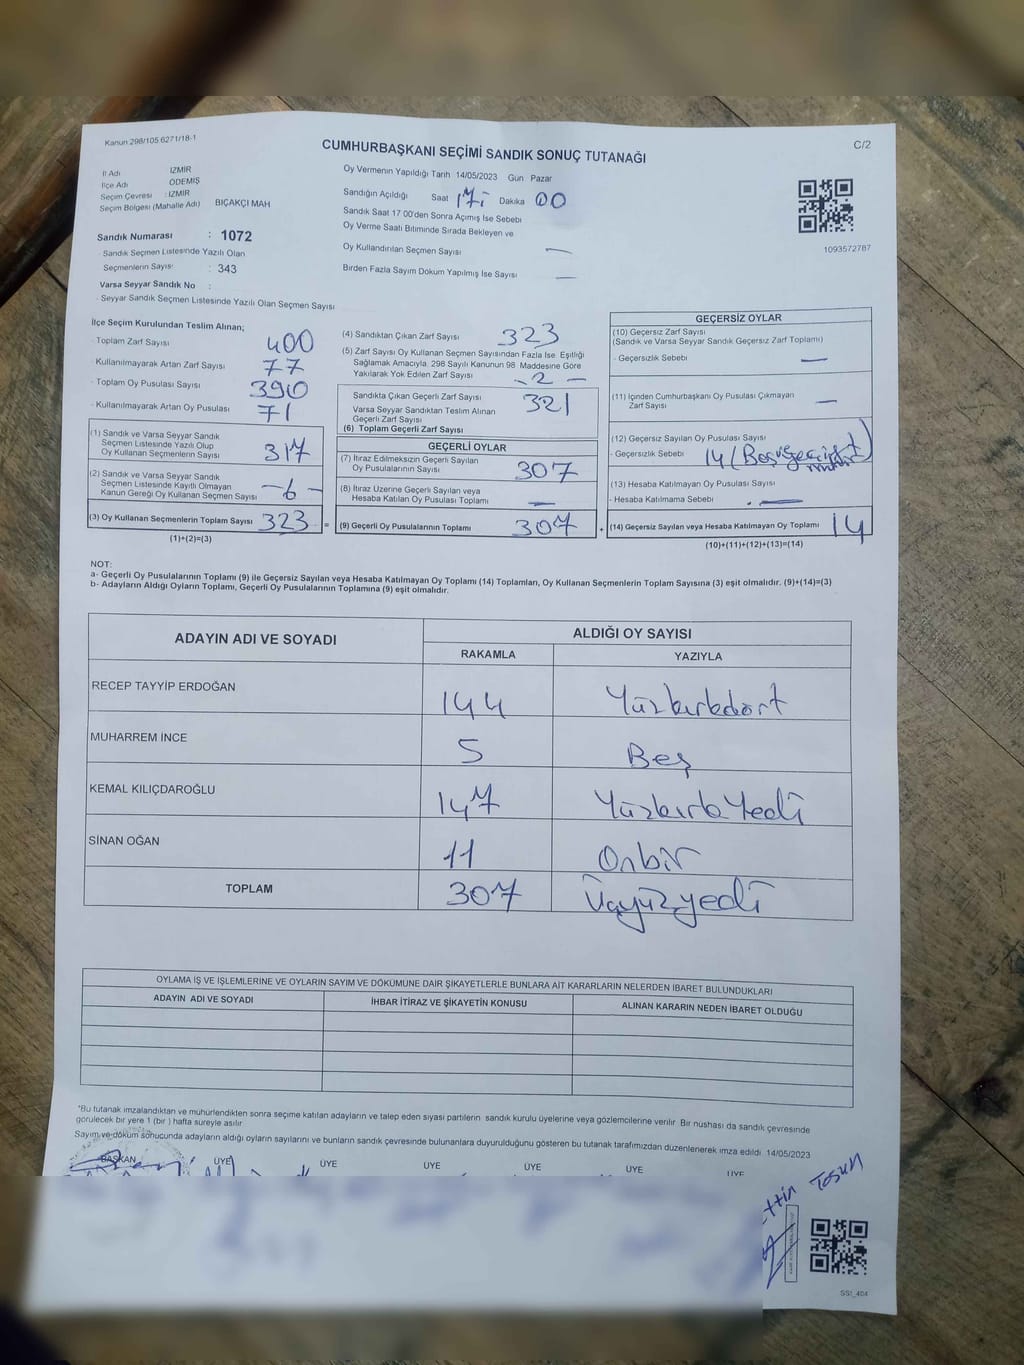 Kanun 298/105 6271/18-1
CUMHURBAŞKANI SEÇİMİ SANDIK SONUÇ TUTANAĞI
C/2
İl Adı İZMİR
İlçe Adı ÖDEMİŞ
Seçim Çevresi : İZMİR
Seçim Bölgesi (Mahalle Adı) BIÇAKÇI MAH
Sandık Numarası : 1072
Sandık Seçmen Listesinde Yazılı Olan
Seçmenlerin Sayısı : 343
Varsa Seyyar Sandık No :
Seyyar Sandık Seçmen Listesinde Yazılı Olan Seçmen Sayısı
Oy Vermenin Yapıldığı Tarih 14/05/2023 Gün Pazar
Sandığın Açıldığı Saat 17: Dakika 00
Sandık Saat 17 00'den Sonra Açılmış İse Sebebi
Oy Verme Saati Bitiminde Sırada Bekleyen ve
Oy Kullandırılan Seçmen Sayısı —
Birden Fazla Sayım Döküm Yapılmış İse Sayısı —
1093572787
İlçe Seçim Kurulundan Teslim Alınan;
- Toplam Zarf Sayısı 400
- Kullanılmayarak Artan Zarf Sayısı 77
- Toplam Oy Pusulası Sayısı 390
- Kullanılmayarak Artan Oy Pusulası 71
(1) Sandık ve Varsa Seyyar Sandık
Seçmen Listesinde Yazılı Olup
Oy Kullanan Seçmenlerin Sayısı 317
(2) Sandık ve Varsa Seyyar Sandık
Seçmen Listesinde Kayıtlı Olmayan
Kanun Gereği Oy Kullanan Seçmen Sayısı —6—
(3) Oy Kullanan Seçmenlerin Toplam Sayısı 323
(1)+(2)=(3)
(4) Sandıktan Çıkan Zarf Sayısı 323
(5) Zarf Sayısı Oy Kullanan Seçmen Sayısından Fazla İse, Eşitliği
Sağlamak Amacıyla, 298 Sayılı Kanunun 98 Maddesine Göre
Yakılarak Yok Edilen Zarf Sayısı -2-
Sandıkta Çıkan Geçerli Zarf Sayısı 321
Varsa Seyyar Sandıktan Teslim Alınan
Geçerli Zarf Sayısı
(6) Toplam Geçerli Zarf Sayısı
GEÇERLİ OYLAR
(7) İtiraz Edilmeksizin Geçerli Sayılan
Oy Pusulalarının Sayısı 307
(8) İtiraz Üzerine Geçerli Sayılan veya
Hesaba Katılan Oy Pusulası Toplamı —
= (9) Geçerli Oy Pusulalarının Toplamı 307
GEÇERSİZ OYLAR
(10) Geçersiz Zarf Sayısı
(Sandık ve Varsa Seyyar Sandık Geçersiz Zarf Toplamı)
- Geçersizlik Sebebi —
(11) İçinden Cumhurbaşkanı Oy Pusulası Çıkmayan
Zarf Sayısı —
(12) Geçersiz Sayılan Oy Pusulası Sayısı
- Geçersizlik Sebebi 14
(13) Hesaba Katılmayan Oy Pusulası Sayısı
- Hesaba Katılmama Sebebi —
+ (14) Geçersiz Sayılan veya Hesaba Katılmayan Oy Toplamı 14
(10)+(11)+(12)+(13)=(14)
NOT:
a- Geçerli Oy Pusulalarının Toplamı (9) ile Geçersiz Sayılan veya Hesaba Katılmayan Oy Toplamı (14) Toplamları, Oy Kullanan Seçmenlerin Toplam Sayısına (3) eşit olmalıdır. (9)+(14)=(3)
b- Adayların Aldığı Oyların Toplamı, Geçerli Oy Pusulalarının Toplamına (9) eşit olmalıdır.
ADAYIN ADI VE SOYADI
ALDIĞI OY SAYISI
RAKAMLA YAZIYLA
RECEP TAYYİP ERDOĞAN 144 Yüzkırkdört
MUHARREM İNCE 5 Beş
KEMAL KILIÇDAROĞLU 147 Yüzkırkyedi
SİNAN OĞAN 11 Onbir
TOPLAM 307 Üçyüzyedi
OYLAMA İŞ VE İŞLEMLERİNE VE OYLARIN SAYIM VE DÖKÜMÜNE DAİR ŞİKAYETLERLE BUNLARA AİT KARARLARIN NELERDEN İBARET BULUNDUKLARI
ADAYIN ADI VE SOYADI İHBAR İTİRAZ VE ŞİKAYETİN KONUSU ALINAN KARARIN NEDEN İBARET OLDUĞU
"Bu tutanak imzalandıktan ve mühürlendikten sonra seçime katılan adayların ve talep eden siyasi partilerin sandık kurulu üyelerine veya gözlemcilerine verilir Bir nüshası da sandık çevresinde
görülecek bir yere 1 (bir) hafta süreyle asılır
Sayım ve döküm sonucunda adayların aldığı oyların sayılarını ve bunların sandık çevresinde bulunanlara duyurulduğunu gösteren bu tutanak tarafımızdan düzenlenerek imza edildi 14/05/2023
BAŞKAN ÜYE ÜYE ÜYE ÜYE ÜYE ÜYE
ettin Tosun
SSI_404